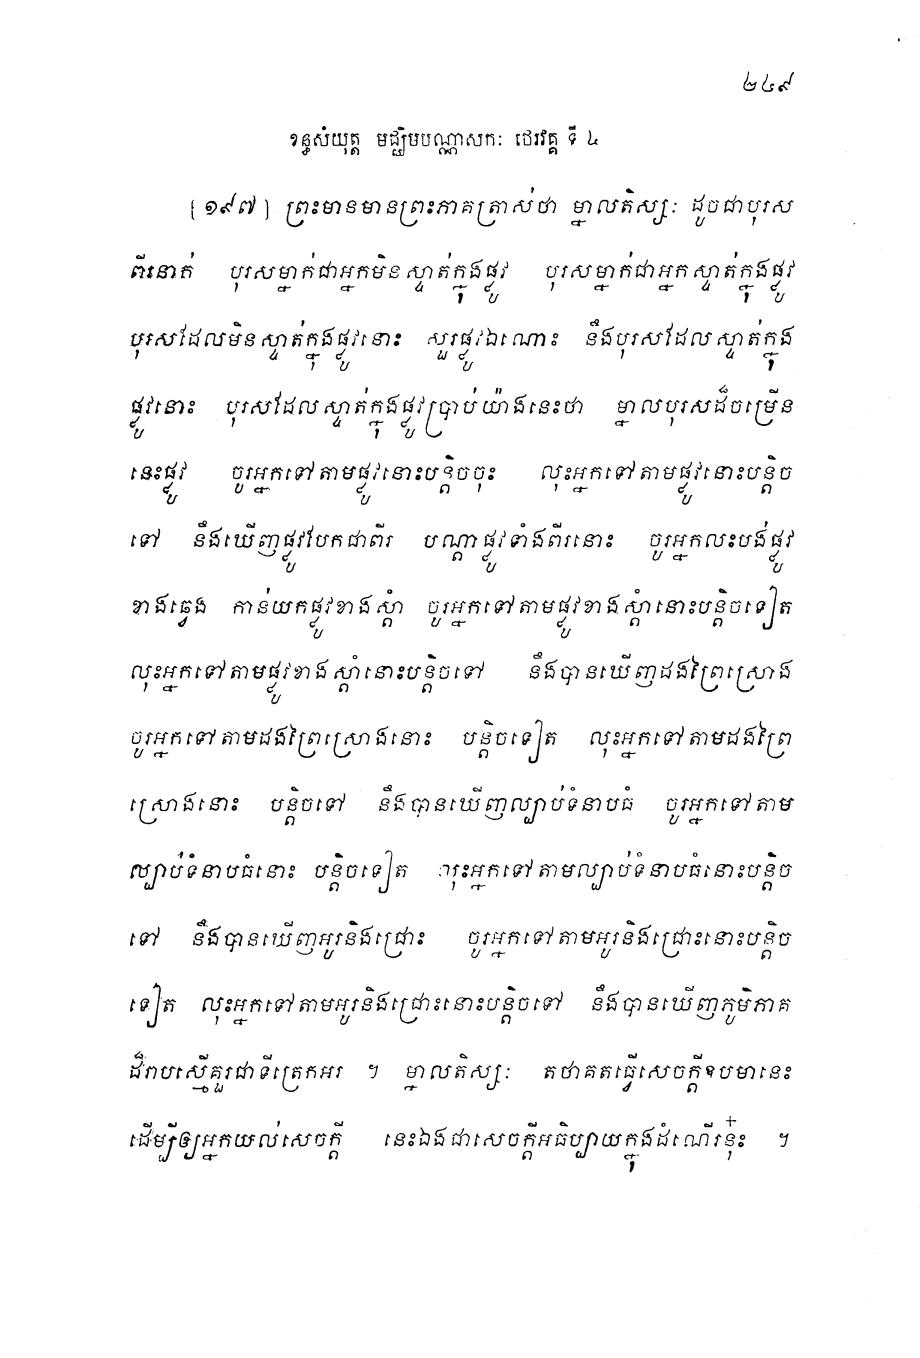 ២៤៩
ខន្ធសំយុត្ត មជ្ឈិមបណ្ណាសកៈ ថេរវគ្គ ទី ៤
[១៩៧] ព្រះមានមានព្រះភាគត្រាស់ថា ម្នាលតិស្សៈ ដូចជាបុរស
ពីរនាក់ បុរសម្នាក់ជាអ្នកមិនស្ទាត់ក្នុងផ្លូវ បុរសម្នាក់ជាអ្នកស្ទាត់ក្នុងផ្លូវ
បុរសដែលមិនស្ទាត់ក្នុងផ្លូវនោះ សួរផ្លូវឯណោះ នឹងបុរសដែលស្ទាត់ក្នុង
ផ្លូវនោះ បុរសដែលស្ទាត់ក្នុងផ្លូវប្រាប់យ៉ាងនេះថា ម្នាលបុរសដ៏ចម្រើន
នេះផ្លូវ ចូរអ្នកទៅតាមផ្លូវនោះបន្តិចចុះ លុះអ្នកទៅតាមផ្លូវនោះបន្តិច
ទៅ នឹងឃើញផ្លូវបែកជាពីរ បណ្តាផ្លូវទាំងពីរនោះ ចូរអ្នកលះបង់ផ្លូវ
ខាងឆ្វេង កាន់យកផ្លូវខាងស្តាំ ចូរអ្នកទៅតាមផ្លូវខាងស្តាំនោះបន្តិចទៀត
លុះអ្នកទៅតាមផ្លូវខាងស្តាំនោះបន្តិចទៅ នឹងបានឃើញដងព្រៃស្រោង
ចូរអ្នកទៅតាមដងព្រៃស្រោងនោះ បន្តិចទៀត លុះអ្នកទៅតាមដងព្រៃ
ស្រោងនោះ បន្តិចទៅ នឹងបានឃើញល្បាប់ទំនាបធំ ចូរអ្នកទៅតាម
ល្បាប់ទំនាបធំនោះ បន្តិចទៀត លុះអ្នកទៅតាមល្បាប់ទំនាបធំនោះបន្តិច
ទៅ នឹងបានឃើញអូរនិងជ្រោះ ចូរអ្នកទៅតាមអូរនិងជ្រោះនោះបន្តិច
ទៀត លុះអ្នកទៅតាមអូរនិងជ្រោះនោះបន្តិចទៅ នឹងបានឃើញភូមិភាគ
ដ៏រាបស្មើគួរជាទីត្រេកអរ ។ ម្នាលតិស្សៈ តថាគតធ្វើសេចក្តីឧបមានេះ
ដើម្បីឲ្យអ្នកយល់សេចក្តី នេះឯងជាសេចក្តីអធិប្បាយក្នុងដំណើរនុ៎ះ ។